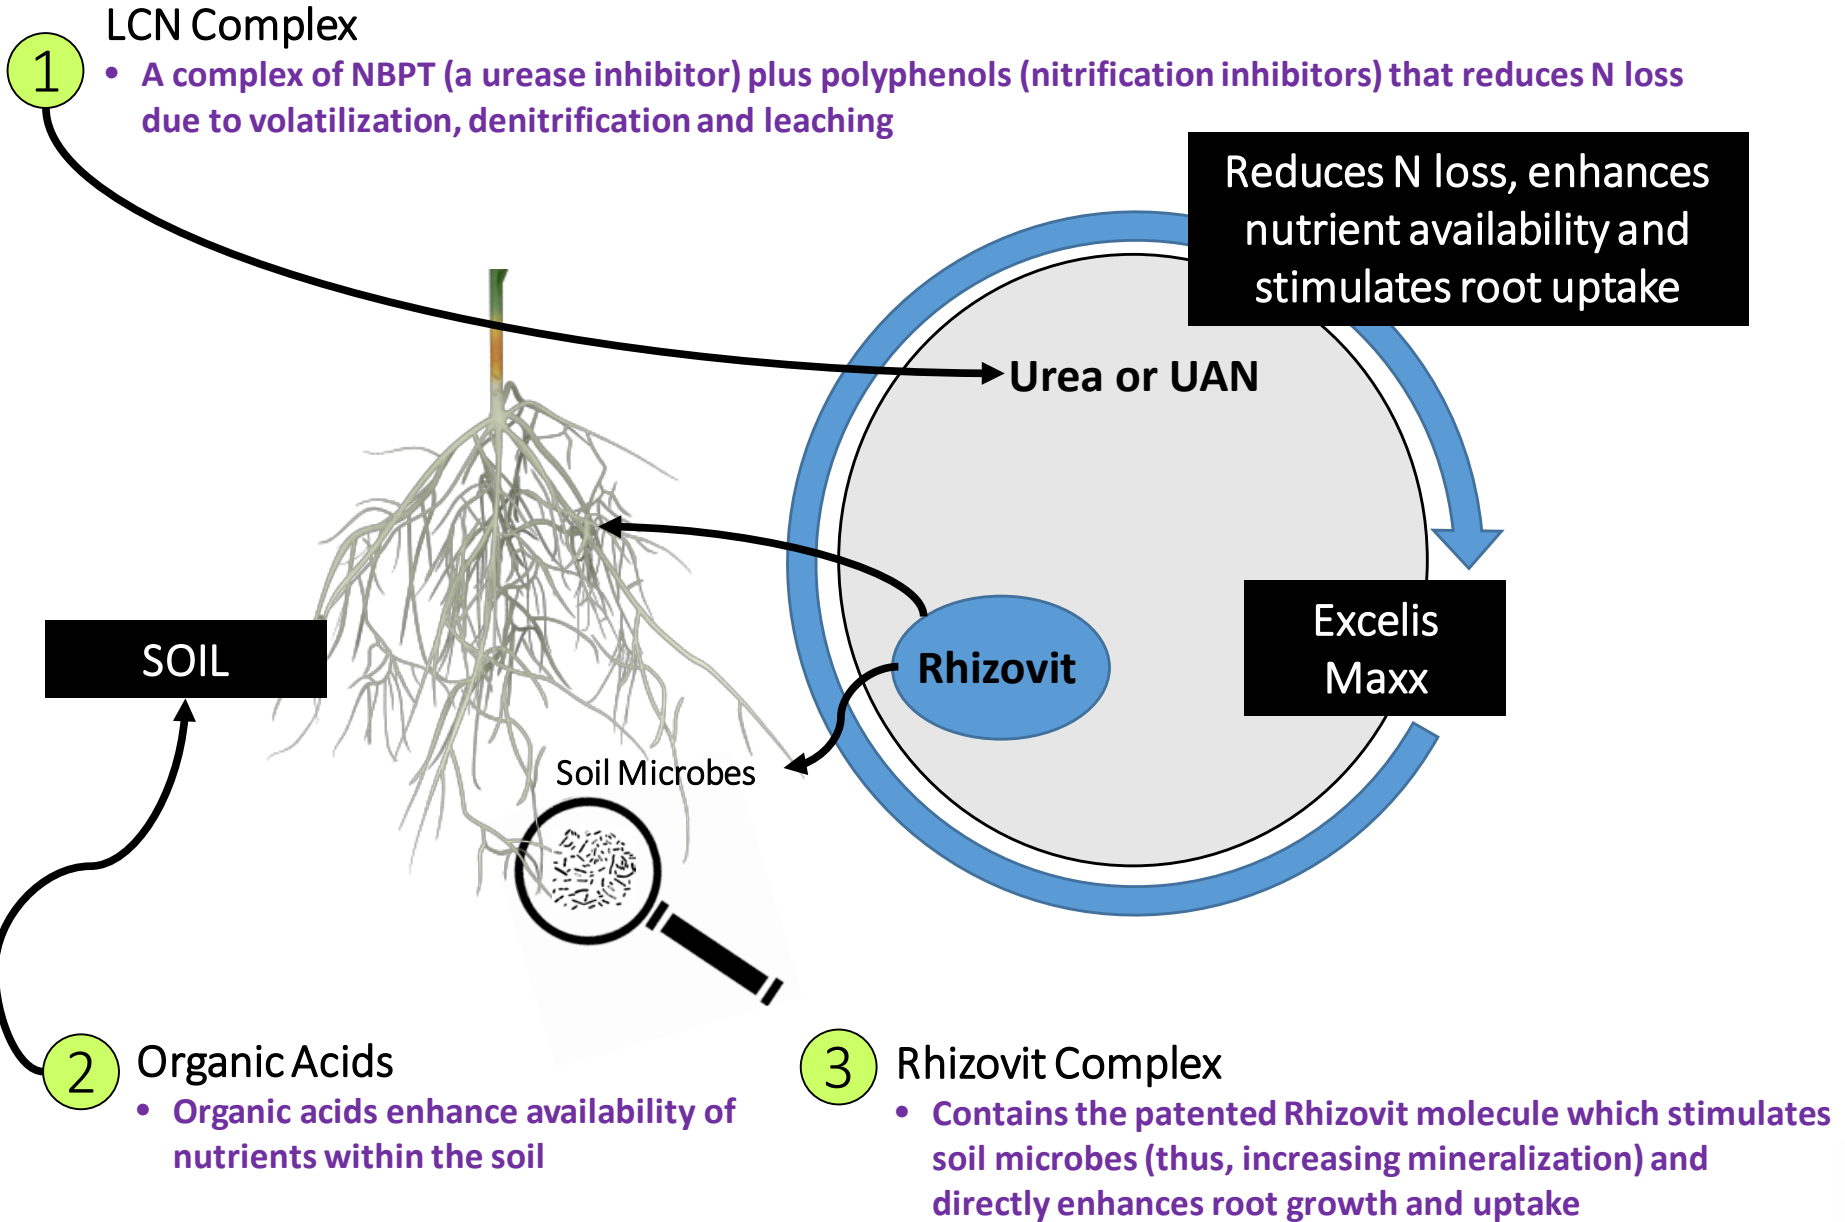 LCN Complex
1
• A complex of NBPT (a urease inhibitor) plus polyphenols (nitrification inhibitors) that reduces N loss
due to volatilization, denitrification and leaching
Reduces N loss, enhances
nutrient availability and
stimulates root uptake
Urea or UAN
Excelis
Maxx
SOIL
Rhizovit
Soil Microbes
2
Organic Acids
• Organic acids enhance availability of
nutrients within the soil
3
Rhizovit Complex
• Contains the patented Rhizovit molecule which stimulates
soil microbes (thus, increasing mineralization) and
directly enhances root growth and uptake